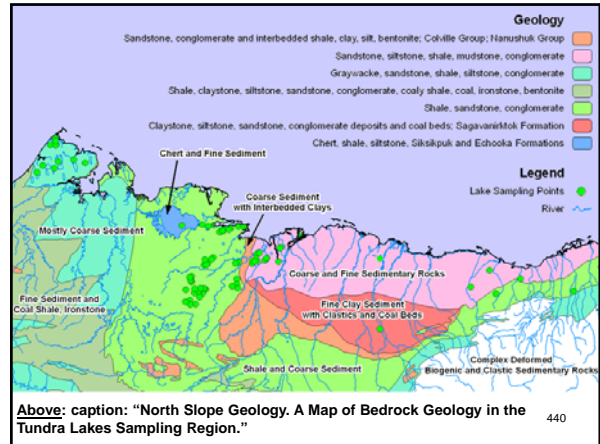 Geology
Sandstone, conglomerate and interbedded shale, clay, silt, bentonite; Colville Group; Nanushuk Group
Sandstone, siltstone, shale, mudstone, conglomerate
Graywacke, sandstone, shale, siltstone, conglomerate
Shale, claystone, siltstone, sandstone, conglomerate, coaly shale, coal, ironstone, bentonite
Shale, sandstone, conglomerate
Claystone, siltstone, sandstone, conglomerate deposits and coal beds; Sagavanirktok Formation
Chert, shale, siltstone, Siksikpuk and Echooka Formations
Legend
Lake Sampling Points
River
Chert and Fine Sediment
Coarse Sediment
with Interbedded Clays
Mostly Coarse Sediment
Coarse and Fine Sedimentary Rocks
Fine Sediment and
Coal Shale, Ironstone
Fine Clay Sediment
with Clastics and Coal Beds
Shale and Coarse Sediment
Complex Deformed
Biogenic and Clastic Sedimentary Rocks
Above: caption: “North Slope Geology. A Map of Bedrock Geology in the
Tundra Lakes Sampling Region.”
440